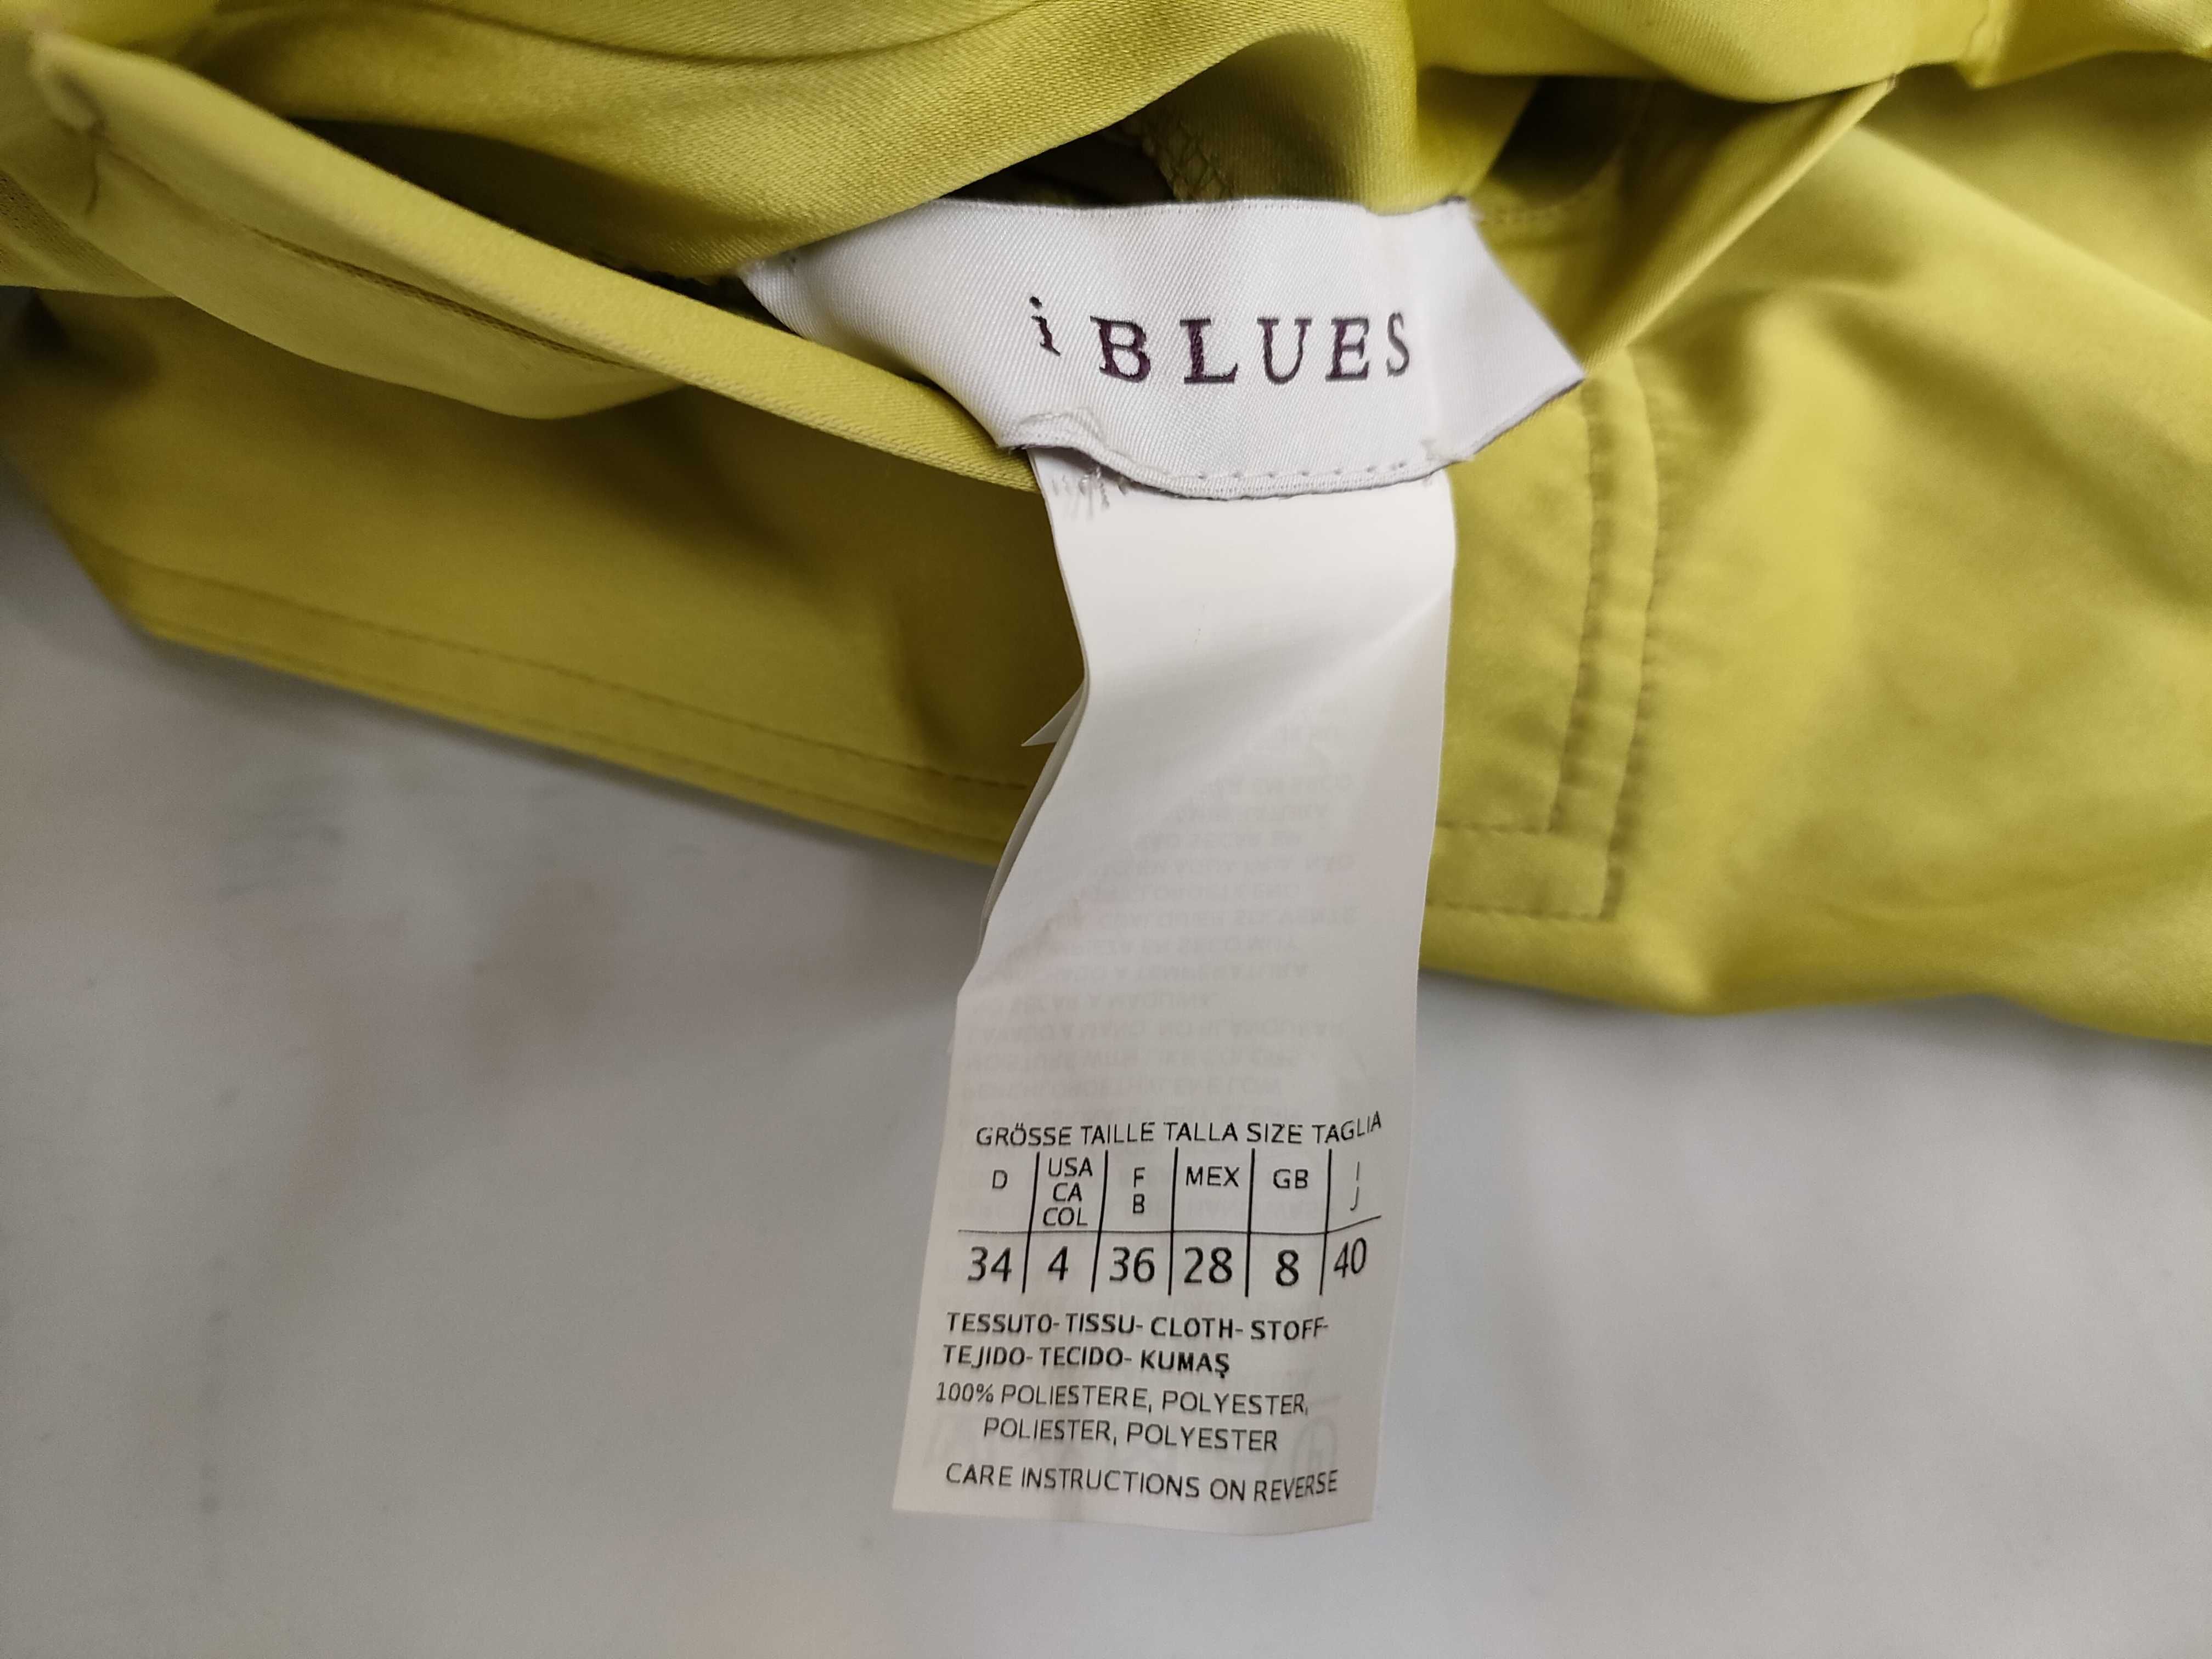 i BLUES
GRÖSSE TAILLE TALLA SIZE TAGLIA
D USA CA COL F B MEX GB I J
34 4 36 28 8 40
TESSUTO- TISSU- CLOTH- STOFF-
TEJIDO- TECIDO- KUMAŞ
100% POLIESTERE, POLYESTER,
POLIESTER, POLYESTER
CARE INSTRUCTIONS ON REVERSE